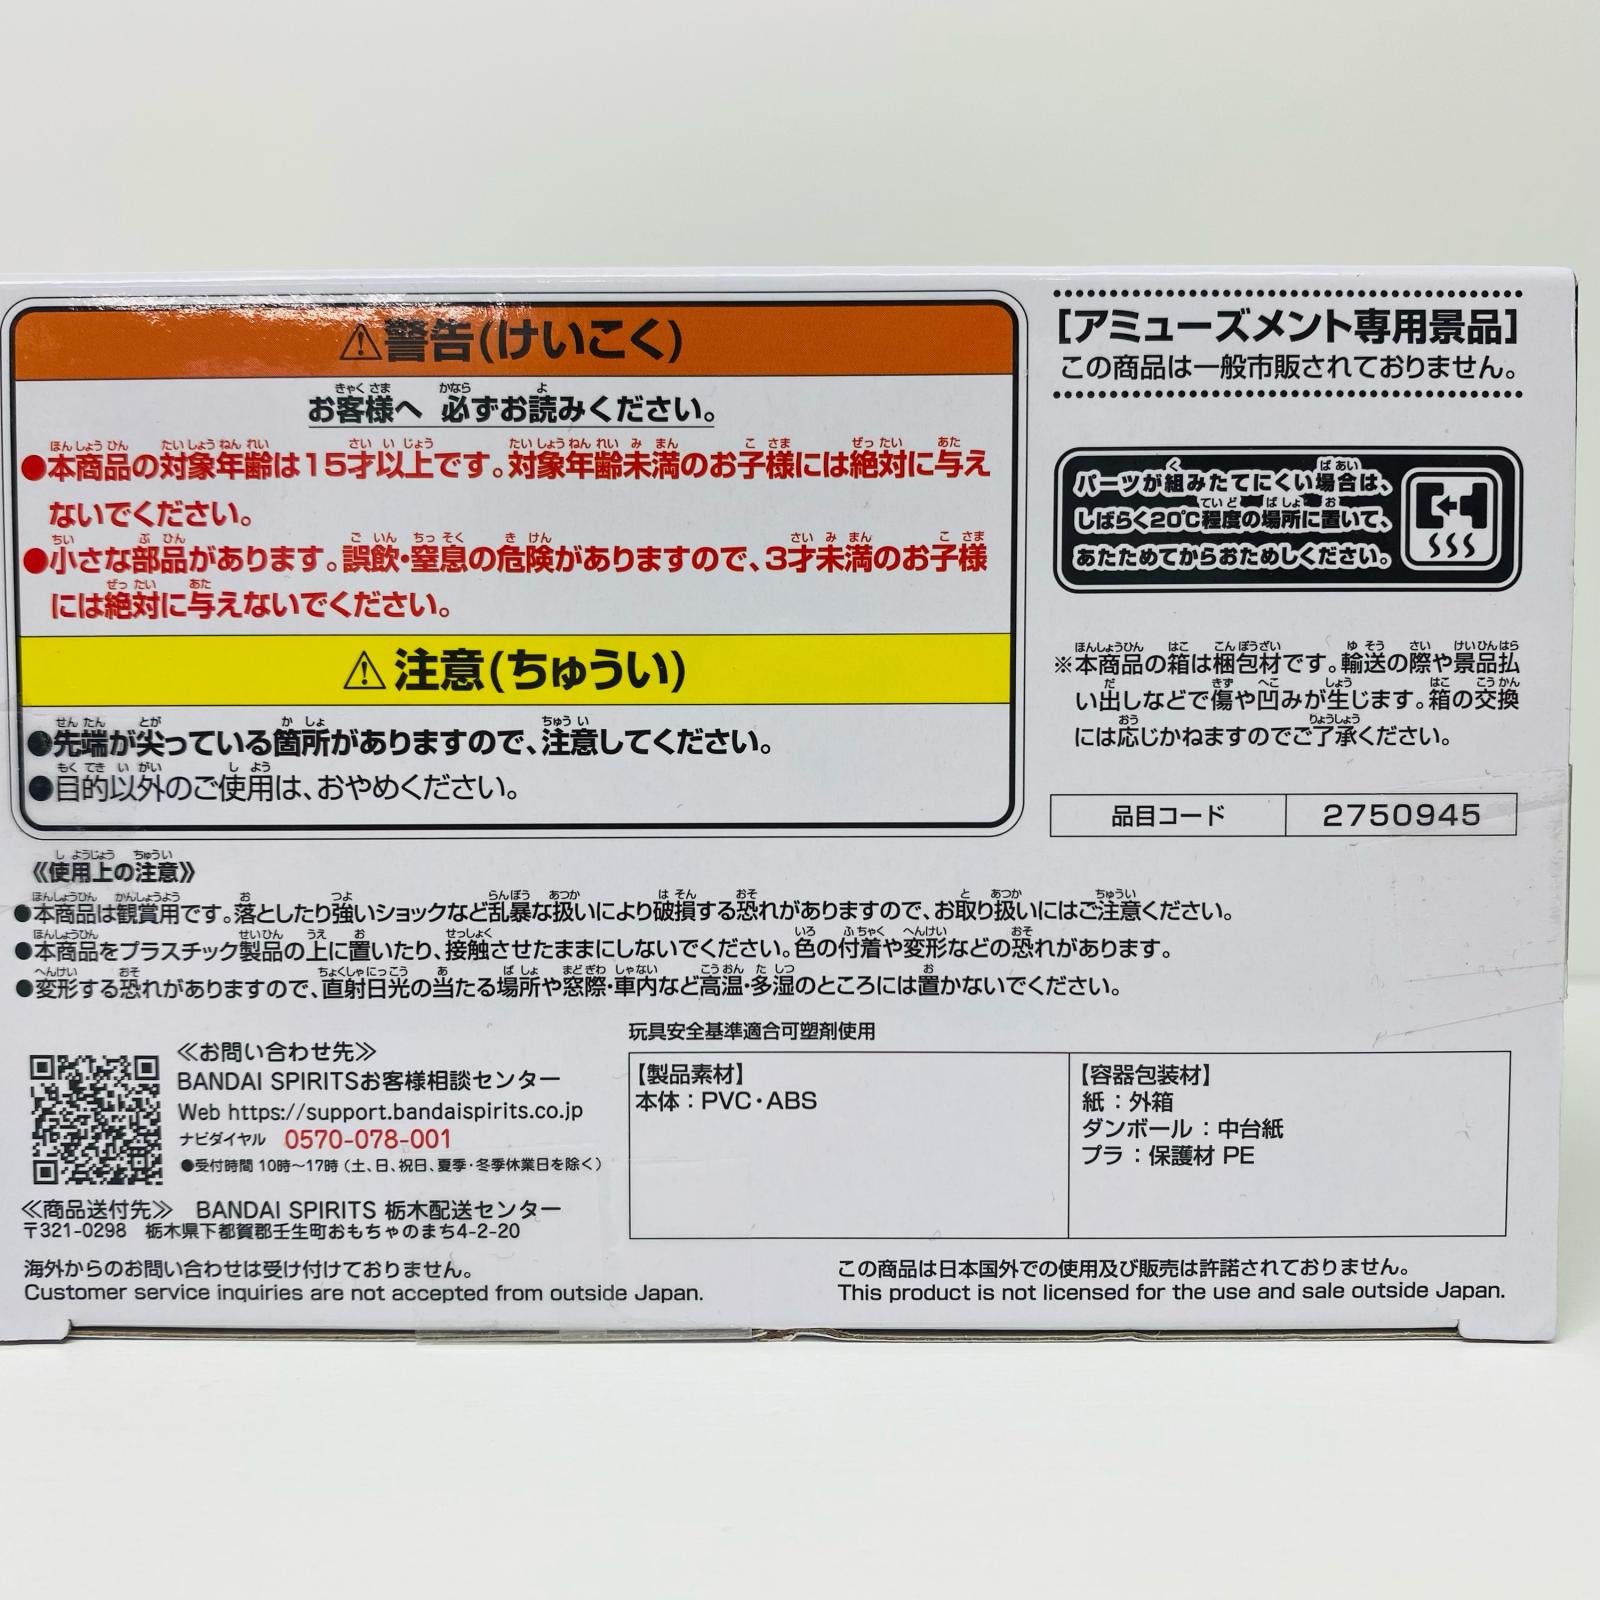 ⚠警告(けいこく)
お客様へ 必ずお読みください。
●本商品の対象年齢は15才以上です。対象年齢未満のお子様には絶対に与え
ないでください。
●小さな部品があります。誤飲・窒息の危険がありますので、3才未満のお子様
には絶対に与えないでください。
⚠注意(ちゅうい)
●先端が尖っている箇所がありますので、注意してください。
●目的以外のご使用は、おやめください。
[アミューズメント専用景品]
この商品は一般市販されておりません。
パーツが組みたてにくい場合は、
しばらく20℃程度の場所に置いて、
あたためてからおためしください。
※本商品の箱は梱包材です。輸送の際や景品払
い出しなどで傷や凹みが生じます。箱の交換
には応じかねますのでご了承ください。
品目コード 2750945
《使用上の注意》
●本商品は観賞用です。落としたり強いショックなど乱暴な扱いにより破損する恐れがありますので、お取り扱いにはご注意ください。
●本商品をプラスチック製品の上に置いたり、接触させたままにしないでください。色の付着や変形などの恐れがあります。
●変形する恐れがありますので、直射日光の当たる場所や窓際・車内など高温・多湿のところには置かないでください。
≪お問い合わせ先≫
BANDAI SPIRITSお客様相談センター
Web https://support.bandaispirits.co.jp
ナビダイヤル 0570-078-001
●受付時間 10時~17時(土、日、祝日、夏季・冬季休業日を除く)
≪商品送付先≫ BANDAI SPIRITS 栃木配送センター
〒321-0298 栃木県下都賀郡壬生町おもちゃのまち4-2-20
玩具安全基準適合可塑剤使用
【製品素材】
本体：PVC・ABS
【容器包装材】
紙：外箱
ダンボール：中台紙
プラ：保護材 PE
海外からのお問い合わせは受け付けておりません。
Customer service inquiries are not accepted from outside Japan.
この商品は日本国外での使用及び販売は許諾されておりません。
This product is not licensed for the use and sale outside Japan.